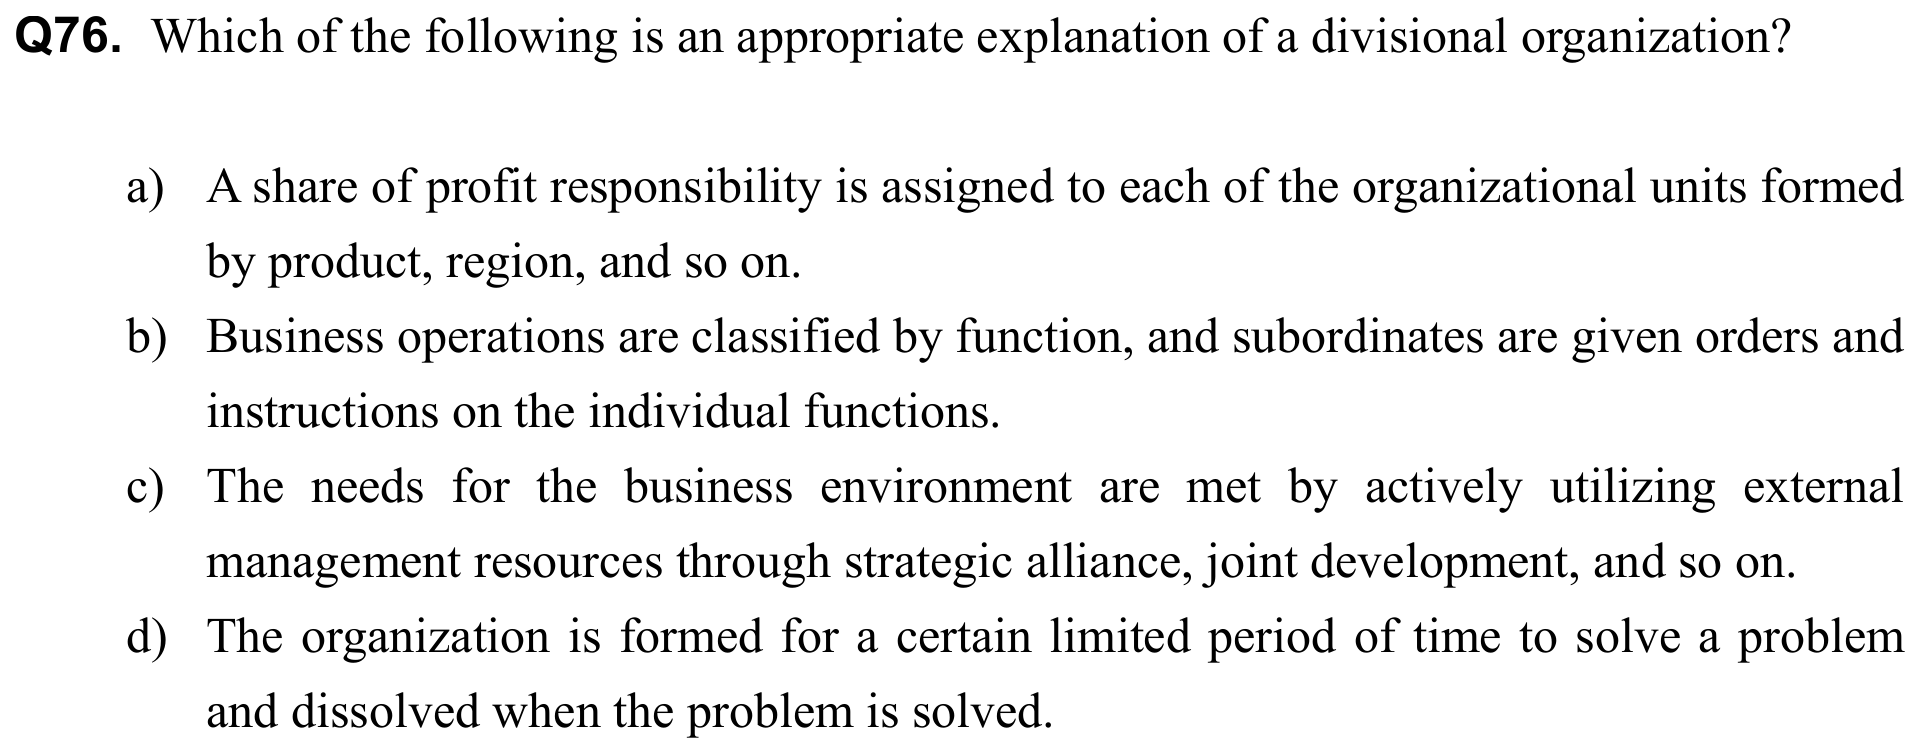 Q76. Which of the following is an appropriate explanation of a divisional organization?
a) A share of profit responsibility is assigned to each of the organizational units formed
by product, region, and so on.
b) Business operations are classified by function, and subordinates are given orders and
instructions on the individual functions.
c) The needs for the business environment are met by actively utilizing external
management resources through strategic alliance, joint development, and so on.
d) The organization is formed for a certain limited period of time to solve a problem
and dissolved when the problem is solved.